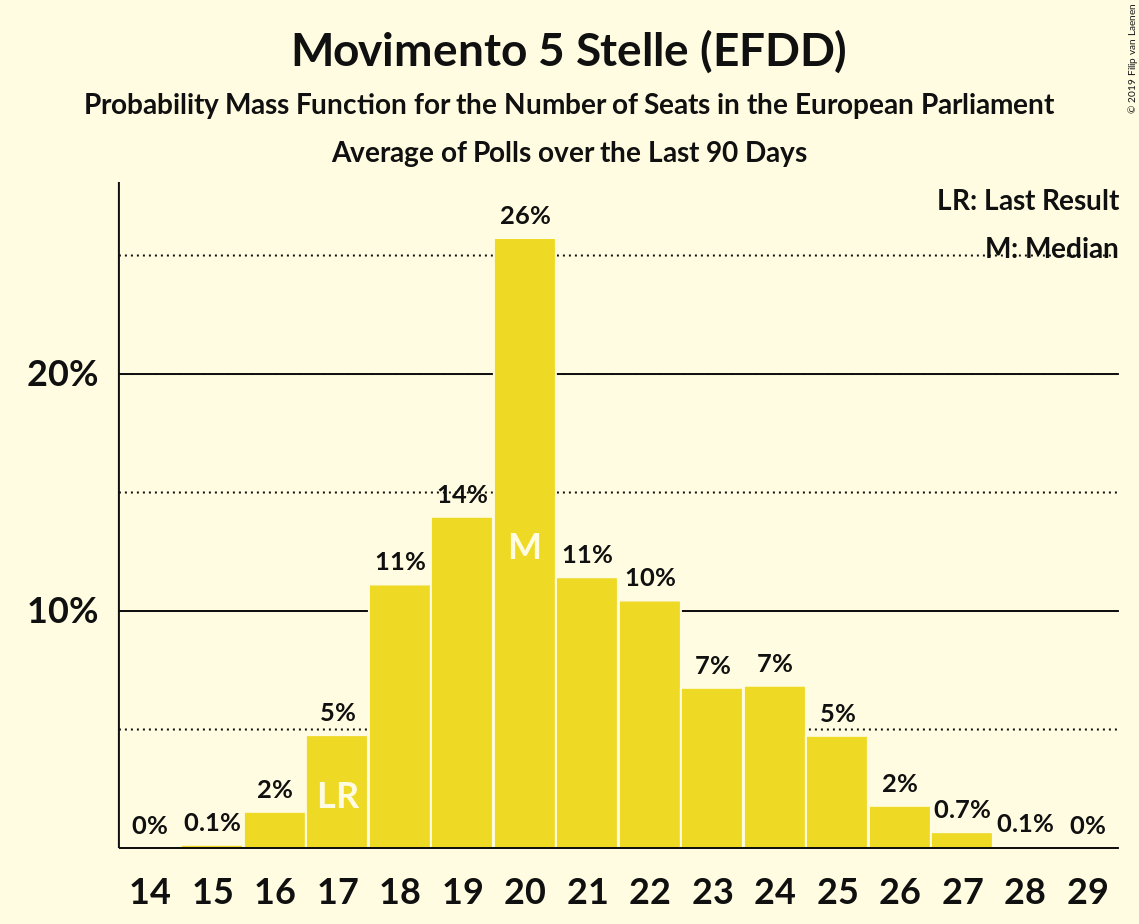 Movimento 5 Stelle (EFDD)
Probability Mass Function for the Number of Seats in the European Parliament
Average of Polls over the Last 90 Days
© 2019 Filip van Laenen
LR: Last Result
M: Median
26%
20%
14%
M
11%
11%
10%
10%
7%
7%
5%
5%
LR
2%
2%
0.7%
0%
0.1%
0.1%
0%
14 15 16 17 18 19 20 21 22 23 24 25 26 27 28 29